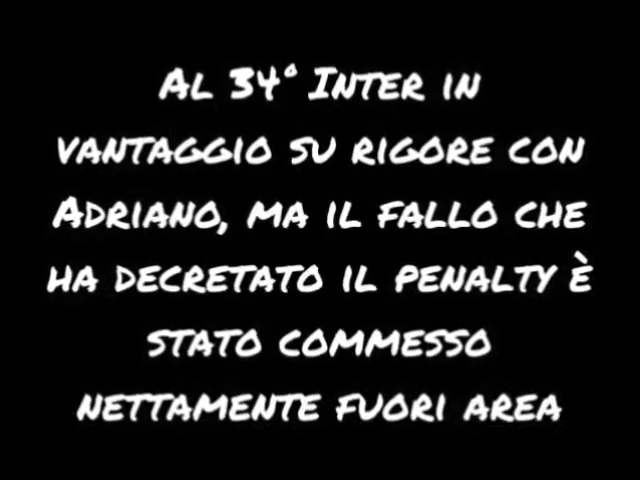 Al 34° Inter in
vantaggio su rigore con
Adriano, ma il fallo che
ha decretato il penalty è
stato commesso
nettamente fuori area